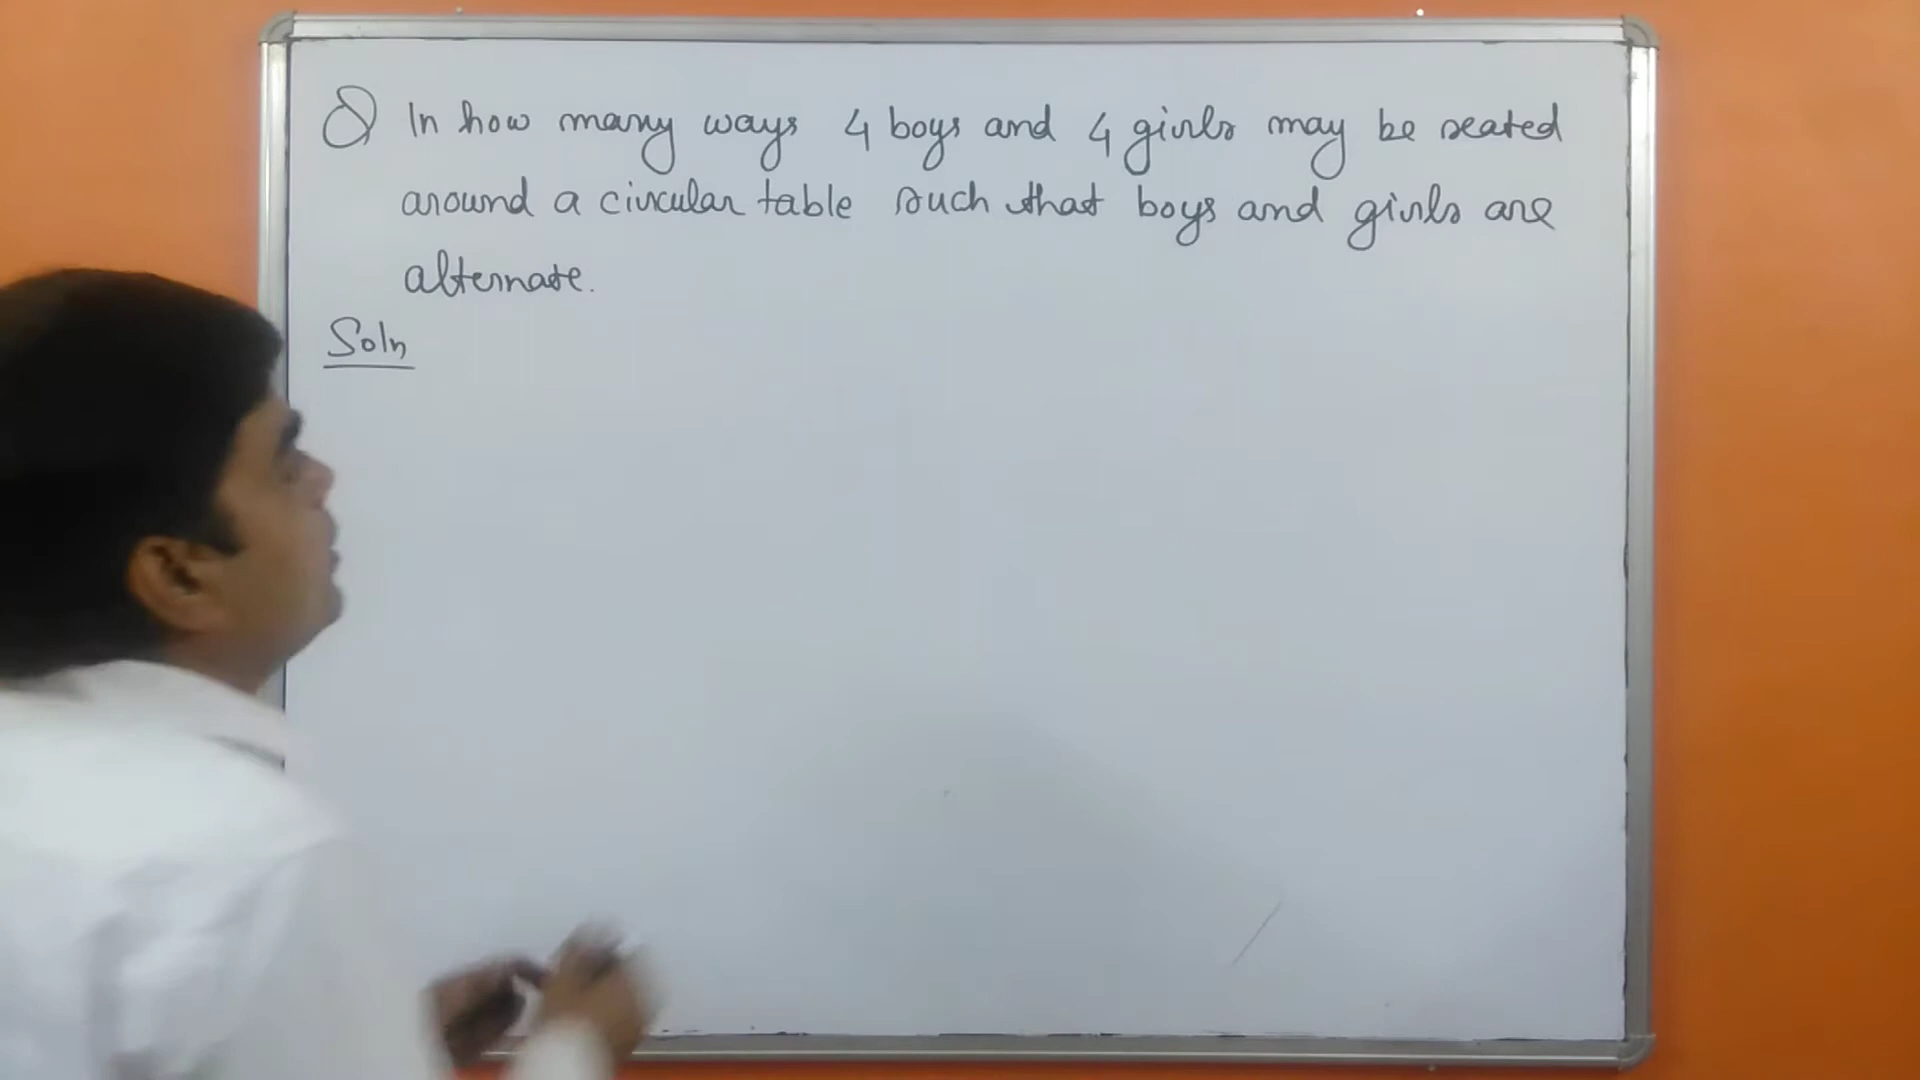 Q In how many ways 4 boys and 4 girls may be seated
around a circular table such that boys and girls are
alternate.
Soln